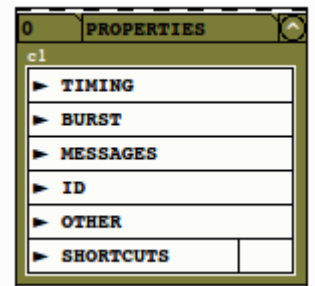 0 PROPERTIES
c1
TIMING
BURST
MESSAGES
ID
OTHER
SHORTCUTS